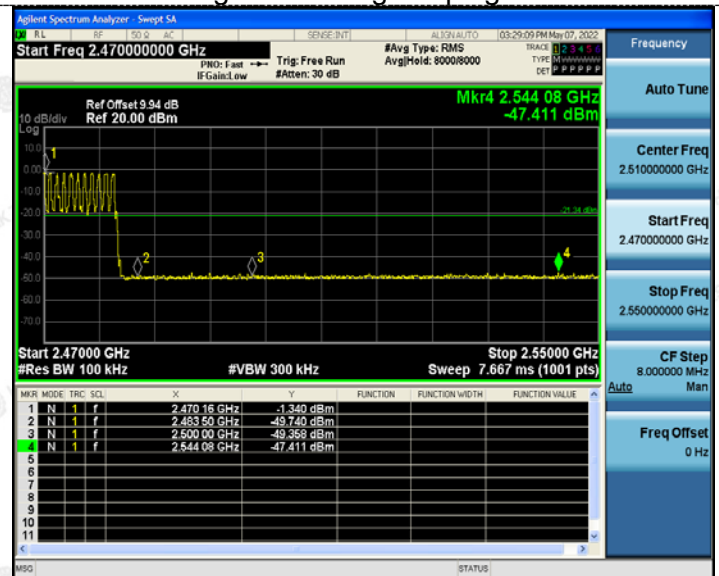 Agilent Spectrum Analyzer - Swept SA
RL RF 50 Ω AC SENSE:INT ALIGN AUTO 03:29:09 PM May 07, 2022
Start Freq 2.470000000 GHz
PNO: Fast
IFGain:Low
Trig: Free Run
#Atten: 30 dB
#Avg Type: RMS
Avg|Hold: 8000/8000
TRACE 1 2 3 4 5 6
TYPE M
DET P P P P P P
Ref Offset 9.94 dB
Ref 20.00 dBm
10 dB/div
Log
Mkr4 2.544 08 GHz
-47.411 dBm
10.0
0.00
-10.0
-20.0
-30.0
-40.0
-50.0
-60.0
-70.0
1
2
3
4
-21.34 dBm
Start 2.47000 GHz Stop 2.55000 GHz
#Res BW 100 kHz #VBW 300 kHz Sweep 7.667 ms (1001 pts)
MKR MODE TRC SCL X Y FUNCTION FUNCTION WIDTH FUNCTION VALUE
1 N 1 f 2.470 16 GHz -1.340 dBm
2 N 1 f 2.483 50 GHz -49.740 dBm
3 N 1 f 2.500 00 GHz -49.358 dBm
4 N 1 f 2.544 08 GHz -47.411 dBm
5
6
7
8
9
10
11
MSG STATUS
Frequency
Auto Tune
Center Freq
2.510000000 GHz
Start Freq
2.470000000 GHz
Stop Freq
2.550000000 GHz
CF Step
8.000000 MHz
Auto Man
Freq Offset
0 Hz